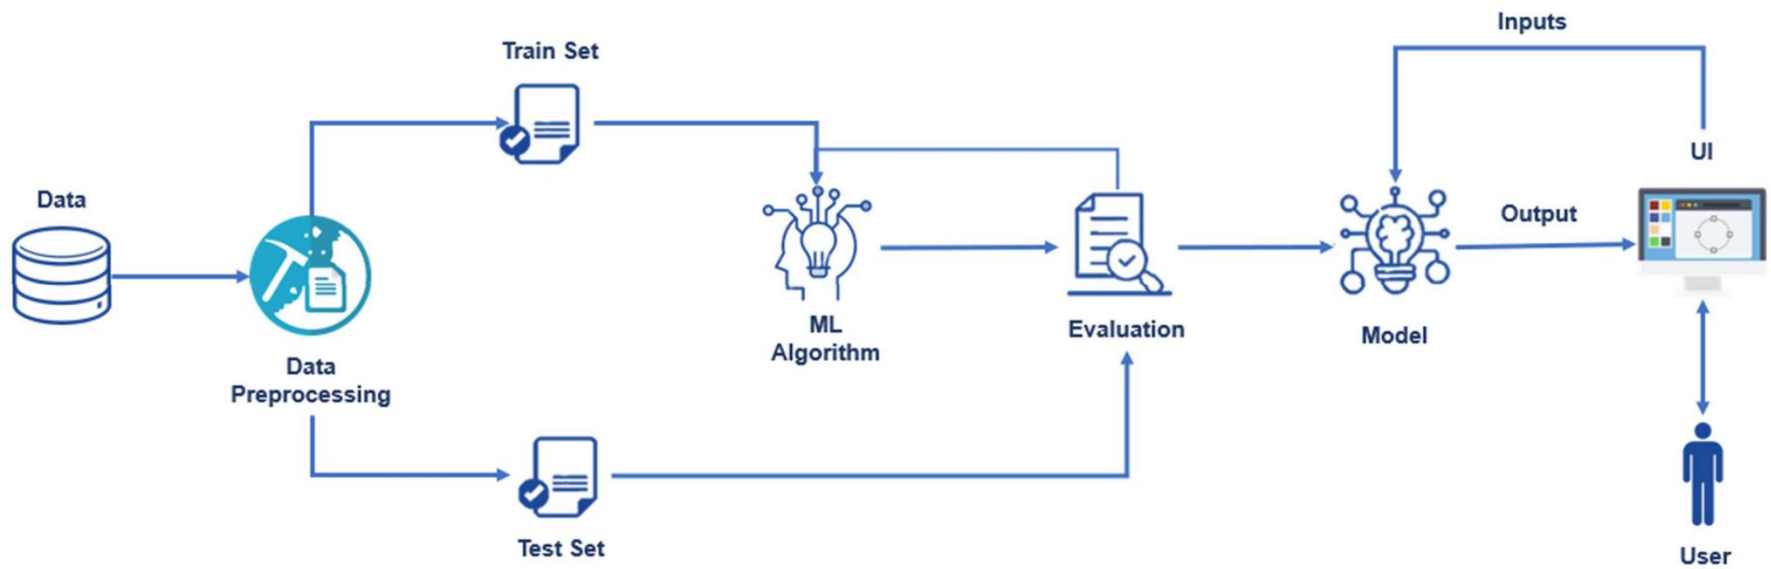 Inputs
Train Set
UI
Data
Output
ML
Algorithm
Evaluation
Model
Data
Preprocessing
Test Set
User